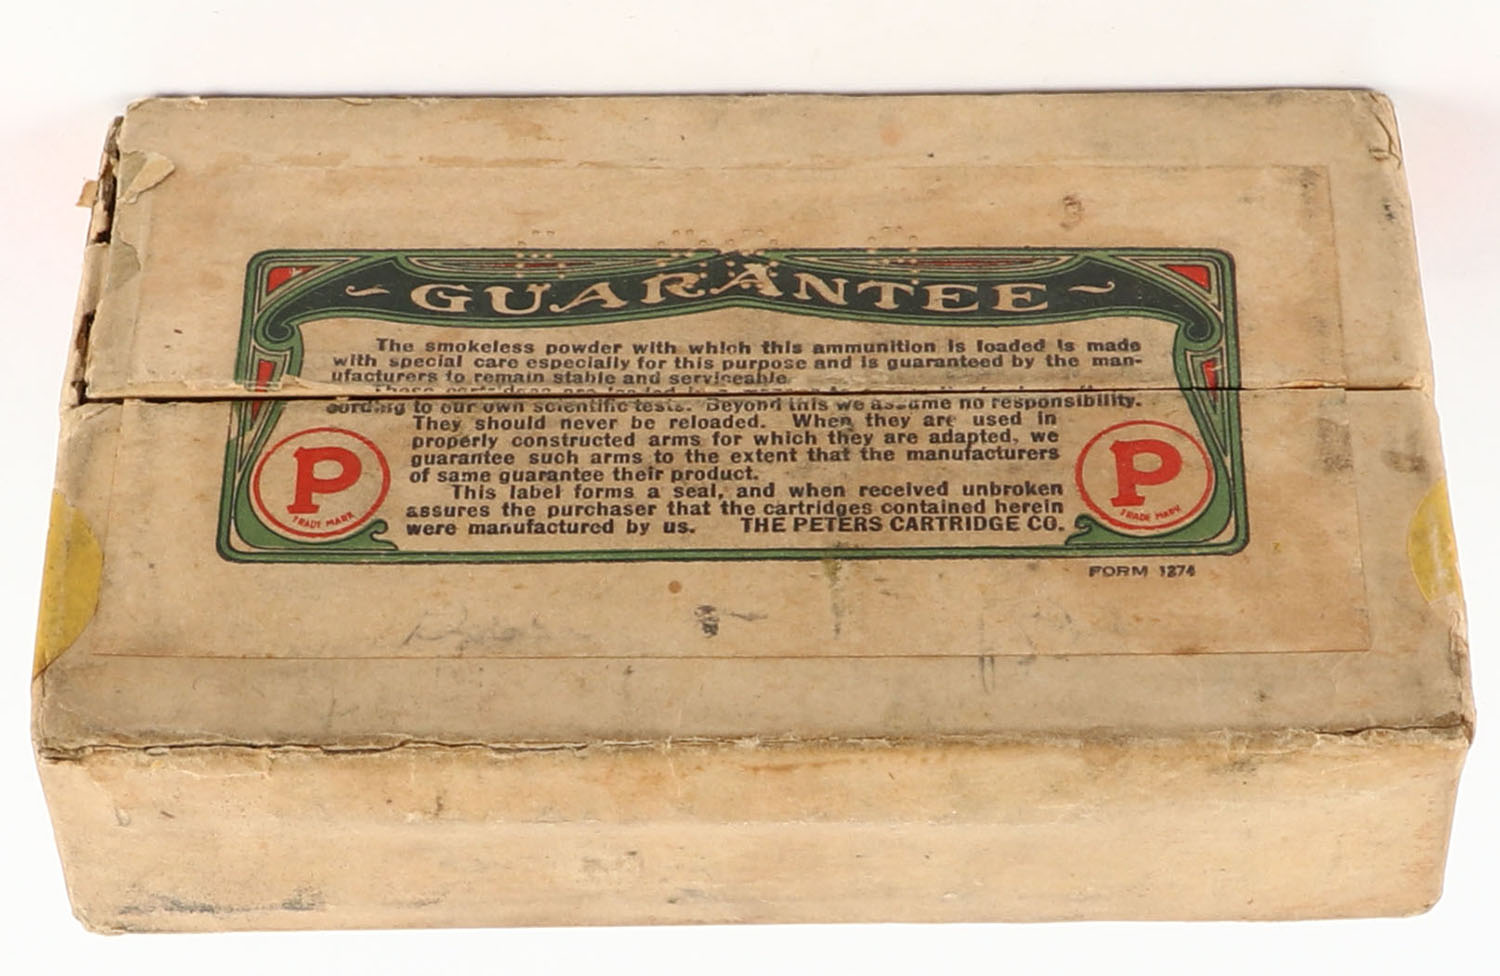 GUARANTEE
The smokeless powder with which this ammunition is loaded is made
with special care especially for this purpose and is guaranteed by the man-
ufacturers to remain stable and serviceable.
These cartridges are loaded
cording to our own scientific tests. Beyond this we assume no responsibility.
They should never be reloaded. When they are used in
properly constructed arms for which they are adapted, we
guarantee such arms to the extent that the manufacturers
of same guarantee their product.
This label forms a seal, and when received unbroken
assures the purchaser that the cartridges contained herein
were manufactured by us. THE PETERS CARTRIDGE CO.
P
TRADE MARK
P
TRADE MARK
FORM 1274